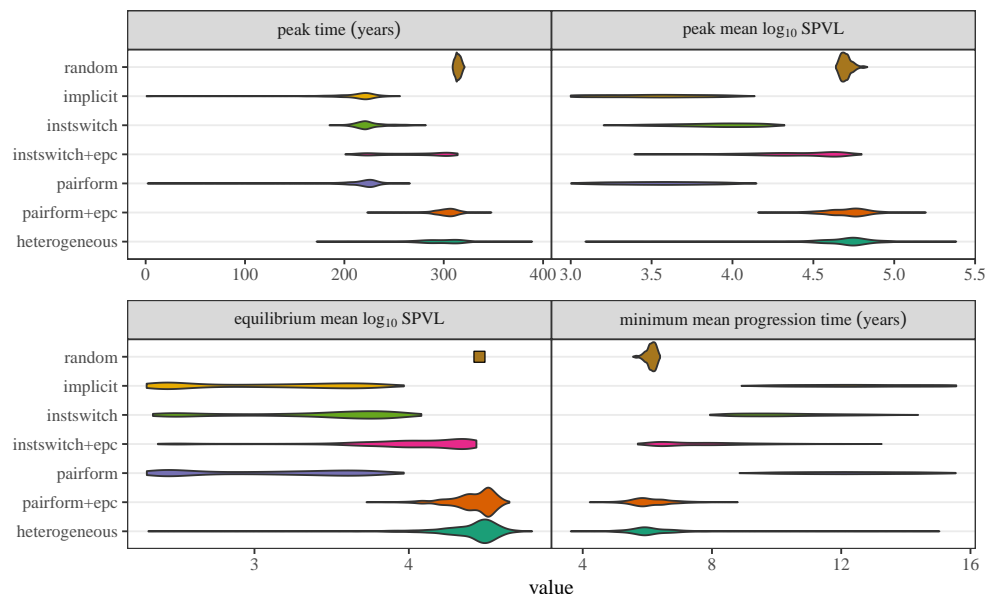 peak time (years) peak mean log₁₀ SPVL
random
implicit
instswitch
instswitch+epc
pairform
pairform+epc
heterogeneous
0 100 200 300 400 3.0 3.5 4.0 4.5 5.0 5.5
equilibrium mean log₁₀ SPVL minimum mean progression time (years)
random
implicit
instswitch
instswitch+epc
pairform
pairform+epc
heterogeneous
3 4 4 8 12 16
value